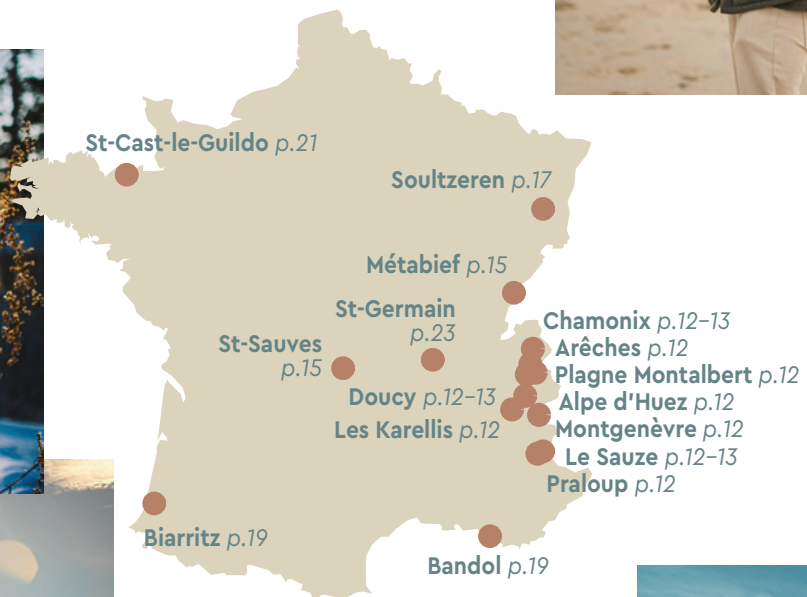 St-Cast-le-Guildo p.21
Soultzeren p.17
Métabief p.15
St-Germain
p.23
St-Sauves
p.15
Chamonix p.12-13
Arêches p.12
Plagne Montalbert p.12
Doucy p.12-13
Alpe d'Huez p.12
Les Karellis p.12
Montgenèvre p.12
Le Sauze p.12-13
Praloup p.12
Biarritz p.19
Bandol p.19